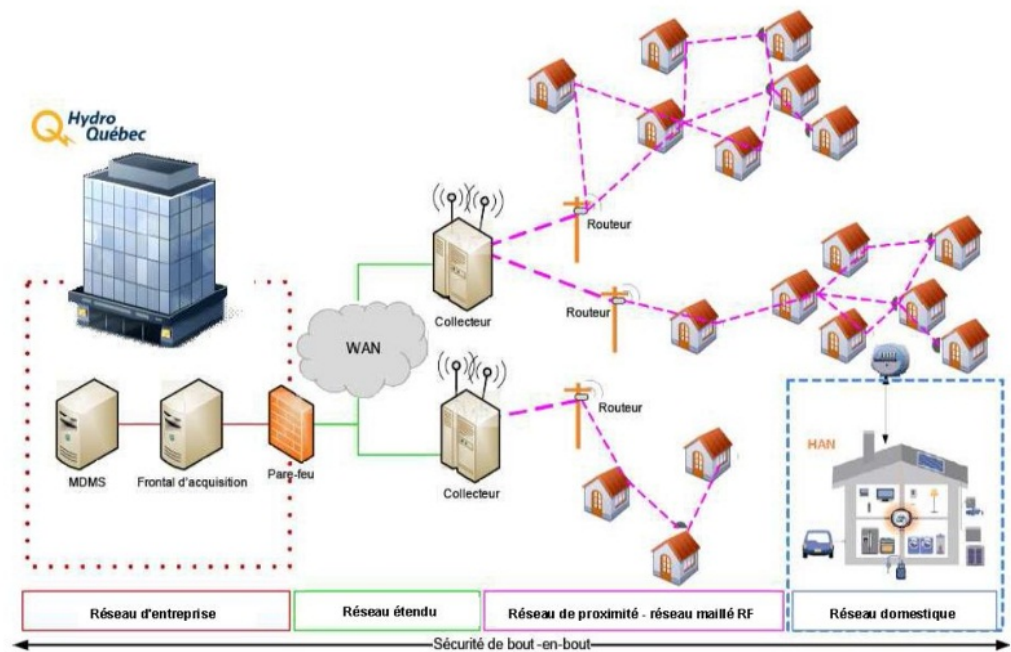 Hydro
Québec
Routeur
Collecteur
Routeur
WAN
Routeur
HAN
MDMS
Frontal d'acquisition
Pare-feu
Collecteur
Réseau d'entreprise
Réseau étendu
Réseau de proximité - réseau maillé RF
Réseau domestique
Sécurité de bout-en-bout